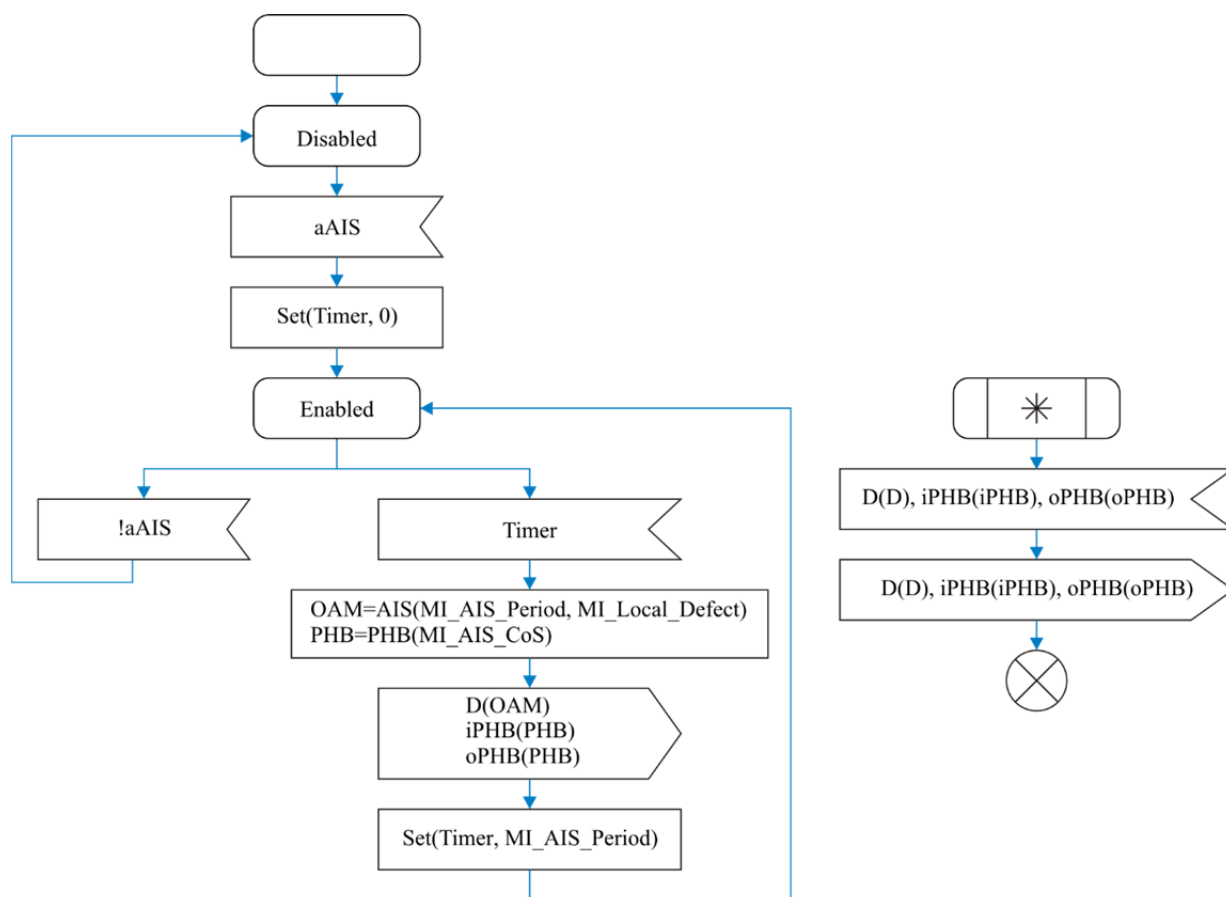 Disabled
aAIS
Set(Timer, 0)
Enabled
!aAIS
Timer
OAM=AIS(MI_AIS_Period, MI_Local_Defect)
PHB=PHB(MI_AIS_CoS)
D(OAM)
iPHB(PHB)
oPHB(PHB)
Set(Timer, MI_AIS_Period)
D(D), iPHB(iPHB), oPHB(oPHB)
D(D), iPHB(iPHB), oPHB(oPHB)